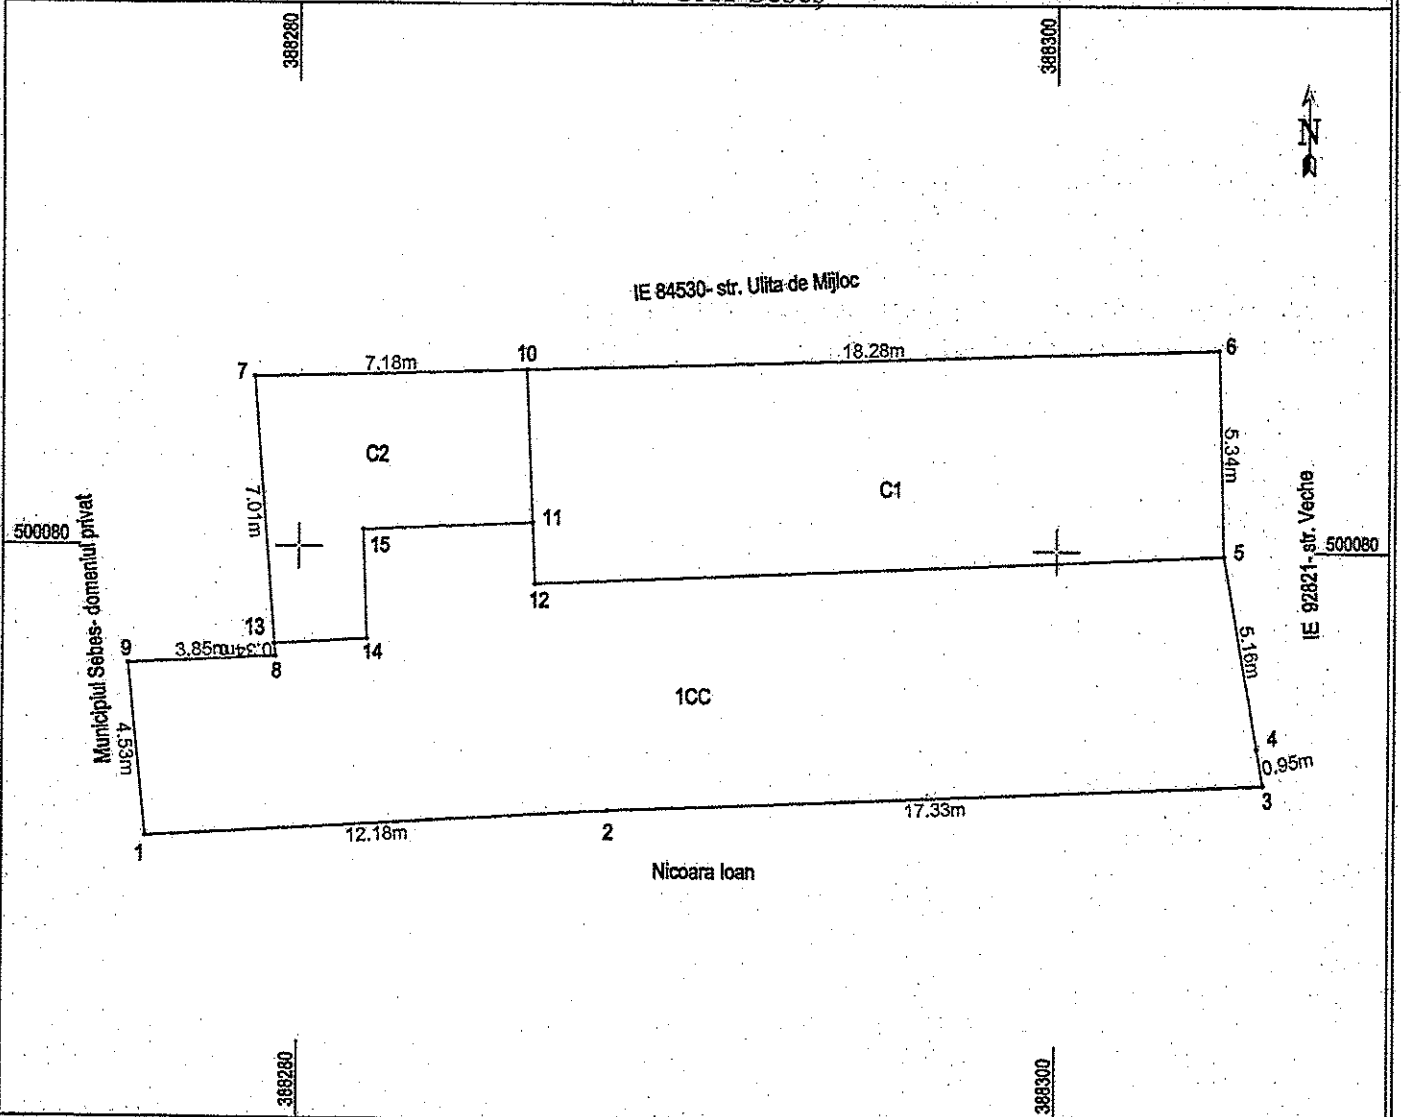 388280
388300
N
IE 84530- str. Ulita de Mijloc
7
7.18m
10
18.28m
6
C2
5.34m
C1
7.01m
11
500080
15
5
500080
Municipiul Sebes- domeniul privat
IE 92821- str. Veche
12
13
9
3.85m
0.34m
14
8
5.16m
1CC
4.53m
4
0.95m
3
17.33m
2
12.18m
1
Nicoara Ioan
388280
388300